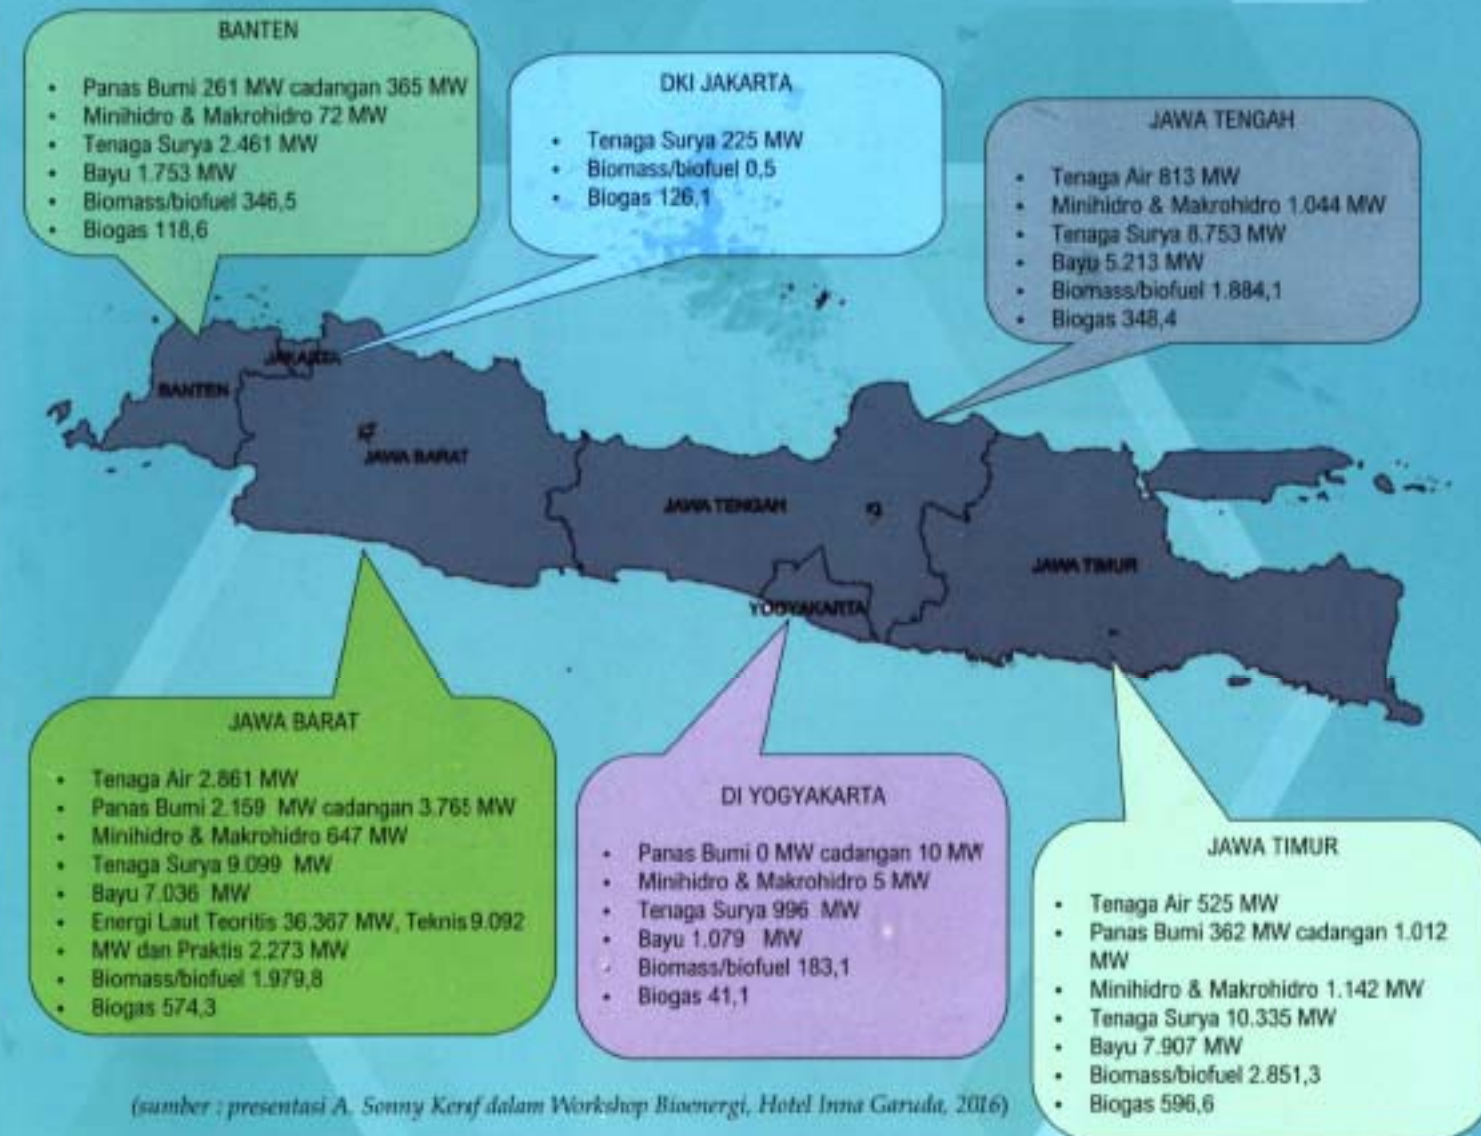 BANTEN
• Panas Bumi 261 MW cadangan 365 MW
• Minihidro & Makrohidro 72 MW
• Tenaga Surya 2.461 MW
• Bayu 1.753 MW
• Biomass/biofuel 346,5
• Biogas 118,6
DKI JAKARTA
• Tenaga Surya 225 MW
• Biomass/biofuel 0,5
• Biogas 126,1
JAWA TENGAH
• Tenaga Air 813 MW
• Minihidro & Makrohidro 1.044 MW
• Tenaga Surya 8.753 MW
• Bayu 5.213 MW
• Biomass/biofuel 1.884,1
• Biogas 348,4
JAKARTA
BANTEN
JAWA BARAT
JAWA TENGAH
YOGYAKARTA
JAWA TIMUR
JAWA BARAT
• Tenaga Air 2.861 MW
• Panas Bumi 2.159 MW cadangan 3.765 MW
• Minihidro & Makrohidro 647 MW
• Tenaga Surya 9.099 MW
• Bayu 7.036 MW
• Energi Laut Teoritis 36.367 MW, Teknis 9.092
• MW dan Praktis 2.273 MW
• Biomass/biofuel 1.979,8
• Biogas 574,3
DI YOGYAKARTA
• Panas Bumi 0 MW cadangan 10 MW
• Minihidro & Makrohidro 5 MW
• Tenaga Surya 996 MW
• Bayu 1.079 MW
• Biomass/biofuel 183,1
• Biogas 41,1
JAWA TIMUR
• Tenaga Air 525 MW
• Panas Bumi 362 MW cadangan 1.012
MW
• Minihidro & Makrohidro 1.142 MW
• Tenaga Surya 10.335 MW
• Bayu 7.907 MW
• Biomass/biofuel 2.851,3
• Biogas 596,6
(sumber : presentasi A. Sonny Keraf dalam Workshop Bioenergi, Hotel Inna Garuda, 2016)